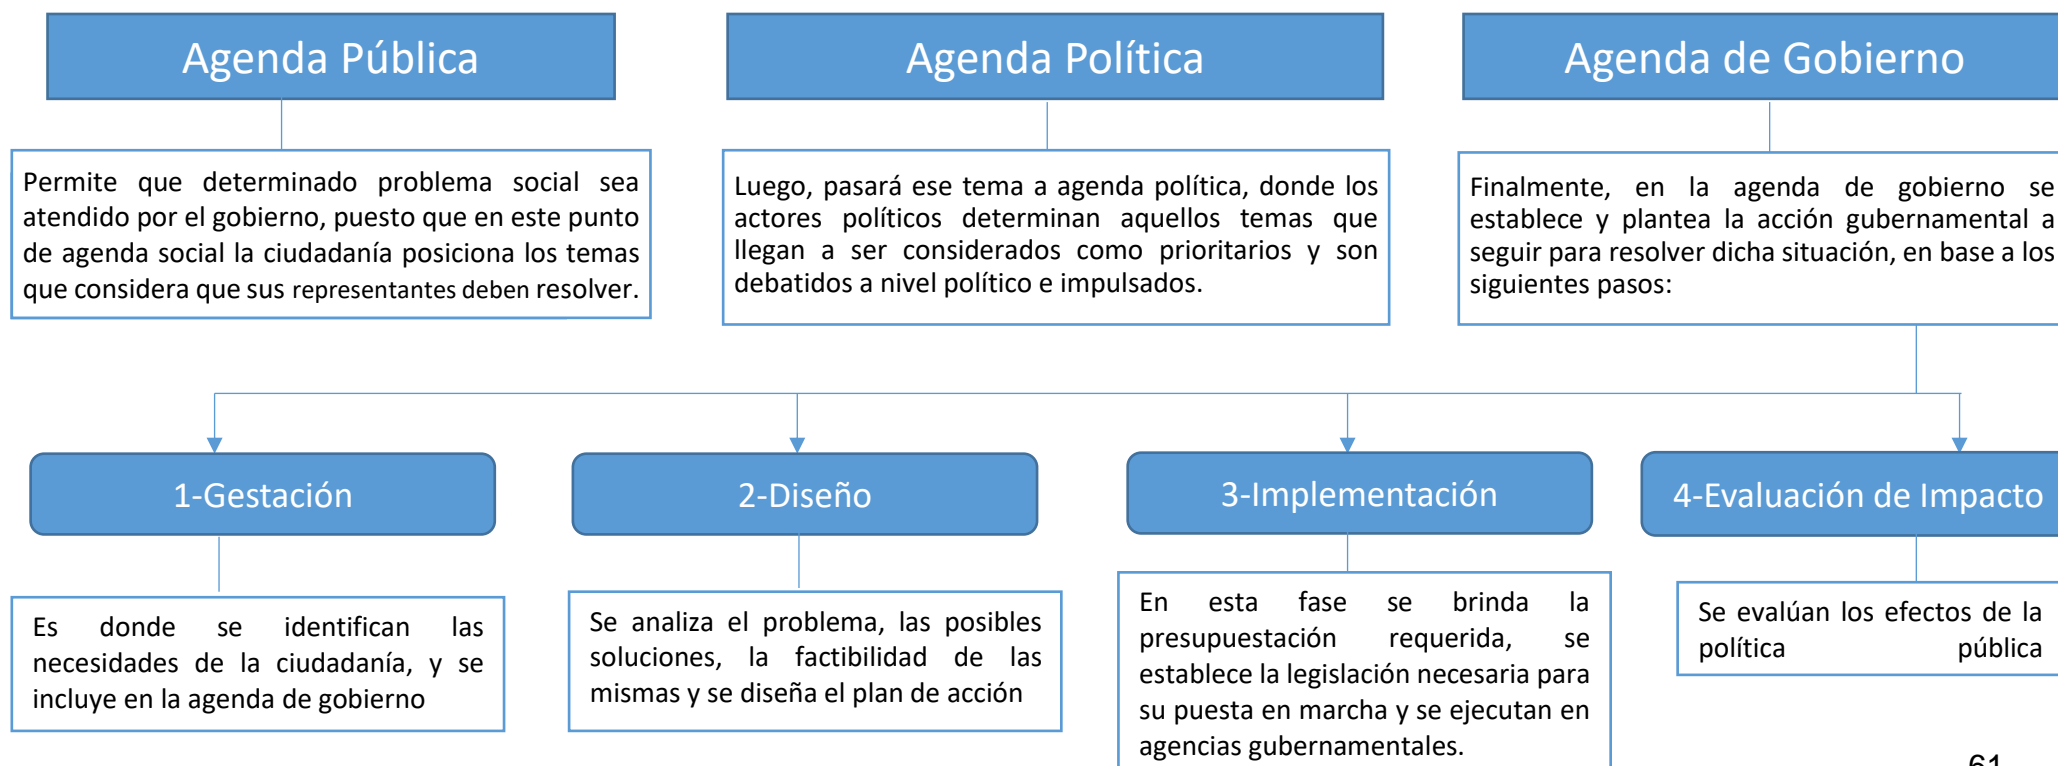 Agenda Pública
Agenda Política
Agenda de Gobierno
Permite que determinado problema social sea
atendido por el gobierno, puesto que en este punto
de agenda social la ciudadanía posiciona los temas
que considera que sus representantes deben resolver.
Luego, pasará ese tema a agenda política, donde los
actores políticos determinan aquellos temas que
llegan a ser considerados como prioritarios y son
debatidos a nivel político e impulsados.
Finalmente, en la agenda de gobierno se
establece y plantea la acción gubernamental a
seguir para resolver dicha situación, en base a los
siguientes pasos:
1-Gestación
2-Diseño
3-Implementación
4-Evaluación de Impacto
Es donde se identifican las
necesidades de la ciudadanía, y se
incluye en la agenda de gobierno
Se analiza el problema, las posibles
soluciones, la factibilidad de las
mismas y se diseña el plan de acción
En esta fase se brinda la
presupuestación requerida, se
establece la legislación necesaria para
su puesta en marcha y se ejecutan en
agencias gubernamentales.
Se evalúan los efectos de la
política pública
61